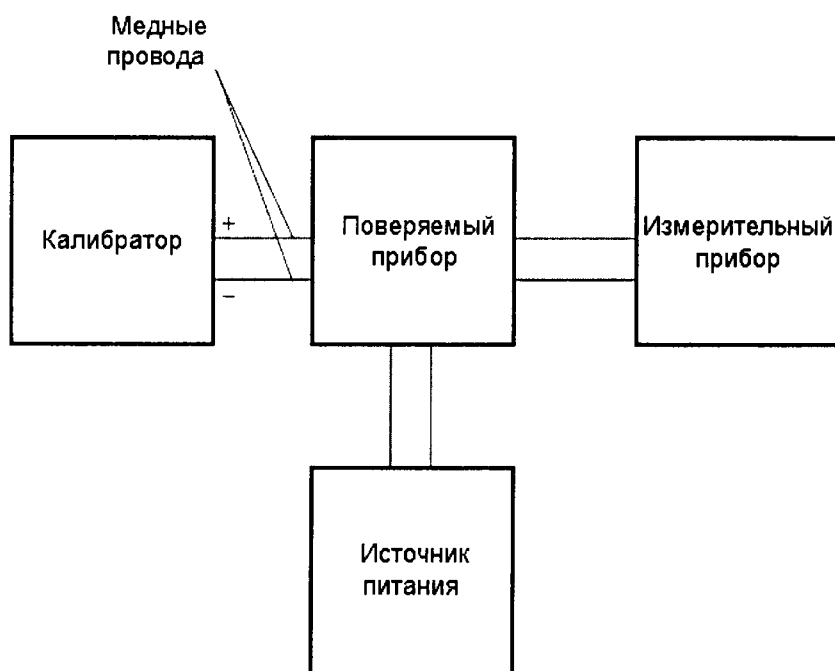 Медные
провода
Калибратор
+
−
Поверяемый
прибор
Измерительный
прибор
Источник
питания